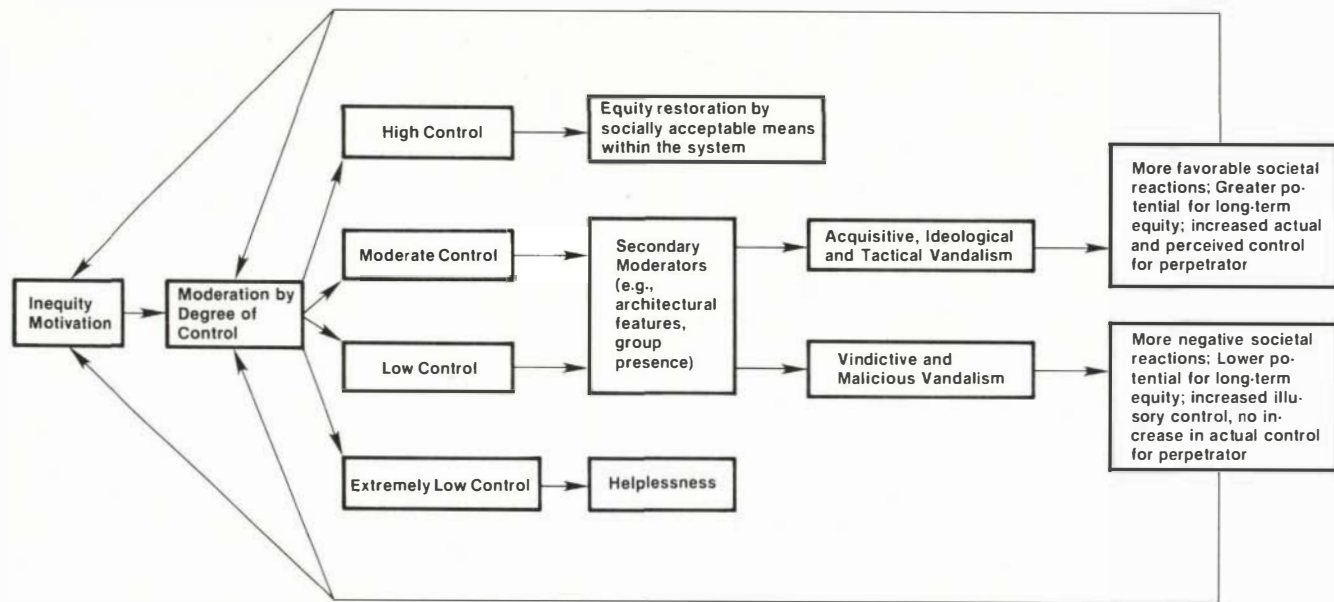 Inequity
Motivation
Moderation by
Degree of
Control
High Control
Equity restoration by
socially acceptable means
within the system
Moderate Control
Low Control
Secondary
Moderators
(e.g.,
architectural
features,
group
presence)
Acquisitive, Ideological
and Tactical Vandalism
Vindictive and
Malicious Vandalism
More favorable societal
reactions; Greater po-
tential for long-term
equity; increased actual
and perceived control
for perpetrator
More negative societal
reactions; Lower po-
tential for long-term
equity; increased illu-
sory control, no in-
crease in actual control
for perpetrator
Extremely Low Control
Helplessness